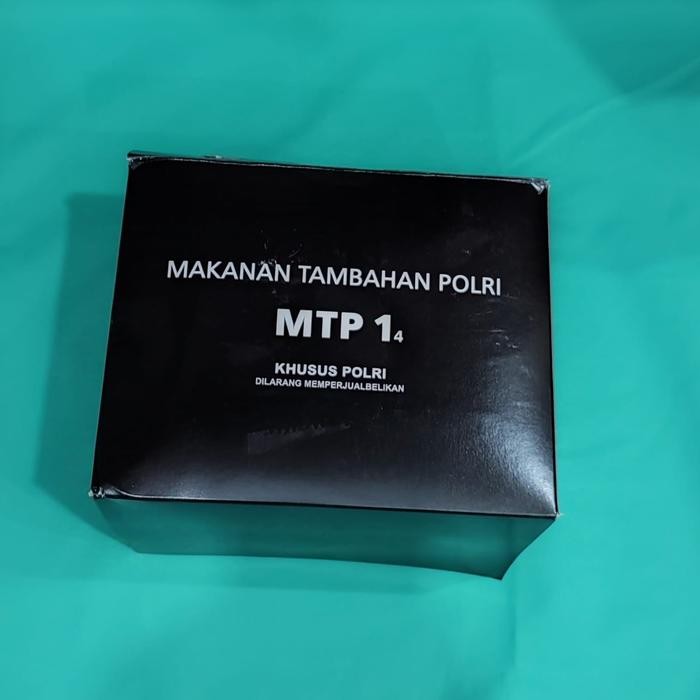 MAKANAN TAMBAHAN POLRI
MTP 14
KHUSUS POLRI
DILARANG MEMPERJUALBELIKAN